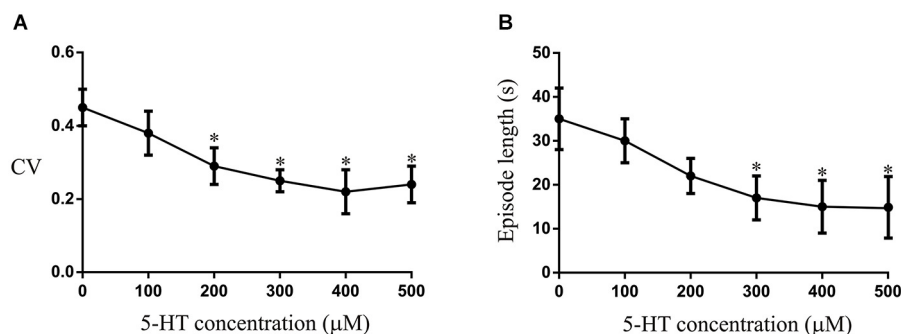 A
0.6
0.4
0.2
0.0
CV
* * * *
0 100 200 300 400 500
5-HT concentration (μM)
B
50
40
30
20
10
0
Episode length (s)
* * *
0 100 200 300 400 500
5-HT concentration (μM)